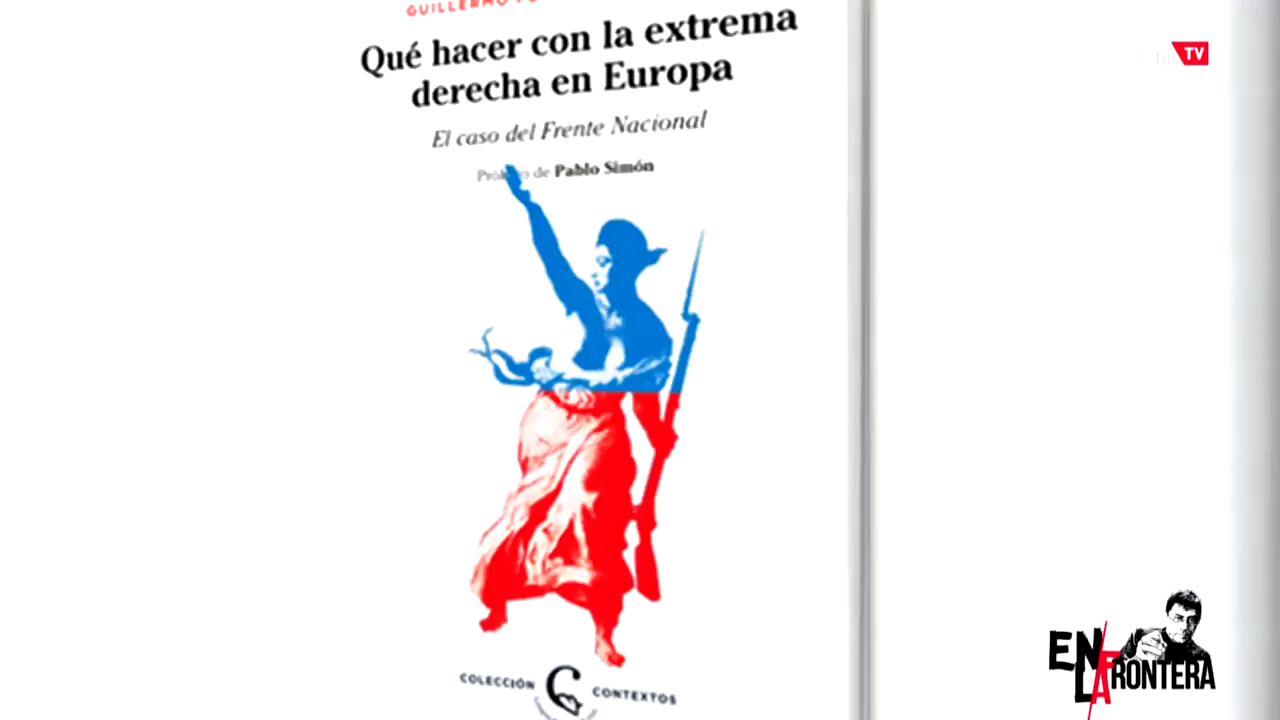 GUILLERMO
Qué hacer con la extrema
derecha en Europa
El caso del Frente Nacional
de Pablo Simón
COLECCIÓN CONTEXTOS
TV
EN
LA FRONTERA